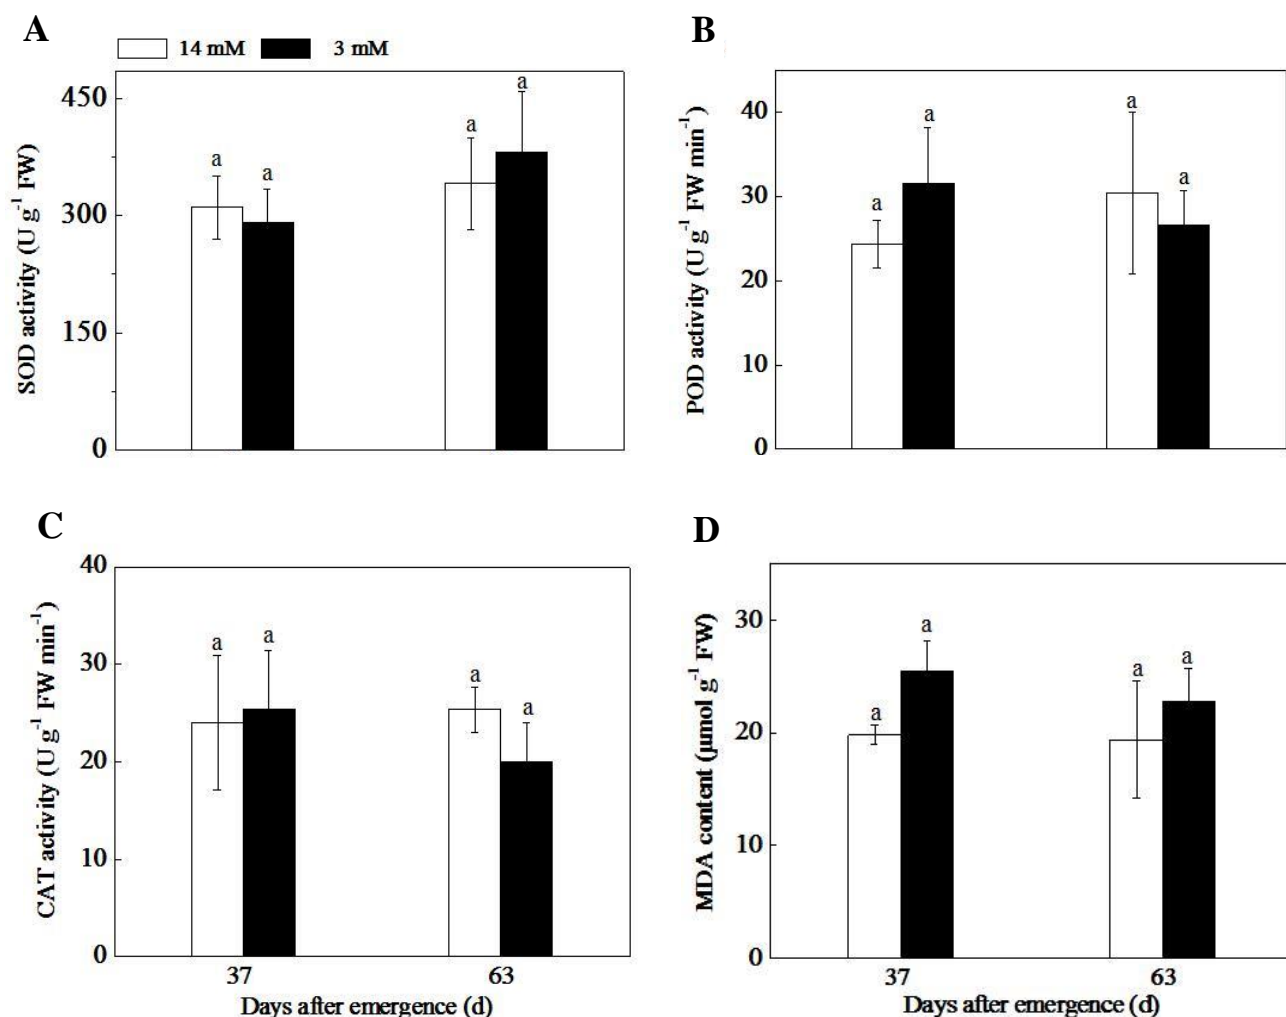 A
14 mM 3 mM
SOD activity (U g⁻¹ FW)
450
300
150
0
a
a
a
a
B
POD activity (U g⁻¹ FW min⁻¹)
40
30
20
10
0
a
a
a
a
C
CAT activity (U g⁻¹ FW min⁻¹)
40
30
20
10
0
a
a
a
a
37 63
Days after emergence (d)
D
MDA content (μmol g⁻¹ FW)
30
20
10
0
a
a
a
a
37 63
Days after emergence (d)